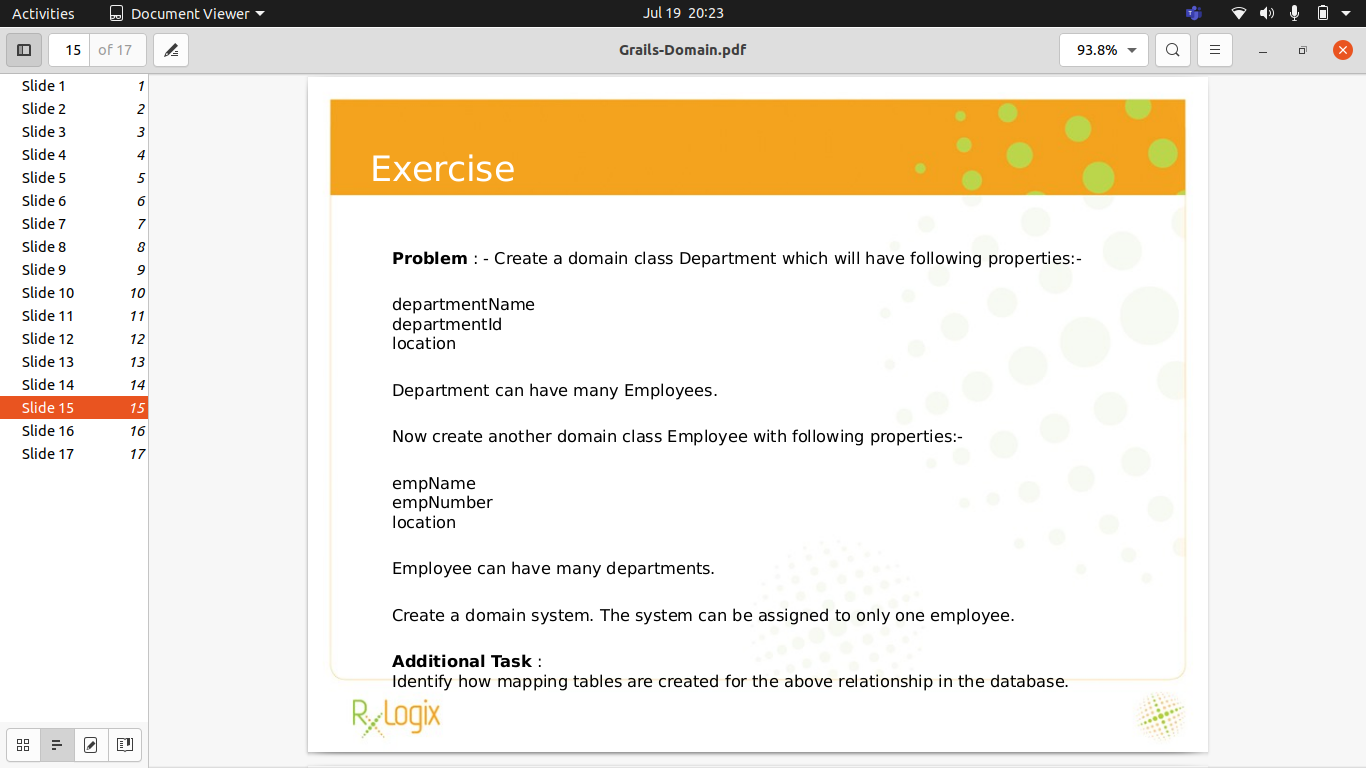 Activities Document Viewer Jul 19 20:23
15 of 17 Grails-Domain.pdf 93.8%
Slide 1 1
Slide 2 2
Slide 3 3
Slide 4 4
Slide 5 5
Slide 6 6
Slide 7 7
Slide 8 8
Slide 9 9
Slide 10 10
Slide 11 11
Slide 12 12
Slide 13 13
Slide 14 14
Slide 15 15
Slide 16 16
Slide 17 17
Exercise
Problem : - Create a domain class Department which will have following properties:-
departmentName
departmentId
location
Department can have many Employees.
Now create another domain class Employee with following properties:-
empName
empNumber
location
Employee can have many departments.
Create a domain system. The system can be assigned to only one employee.
Additional Task :
Identify how mapping tables are created for the above relationship in the database.
RxLogix